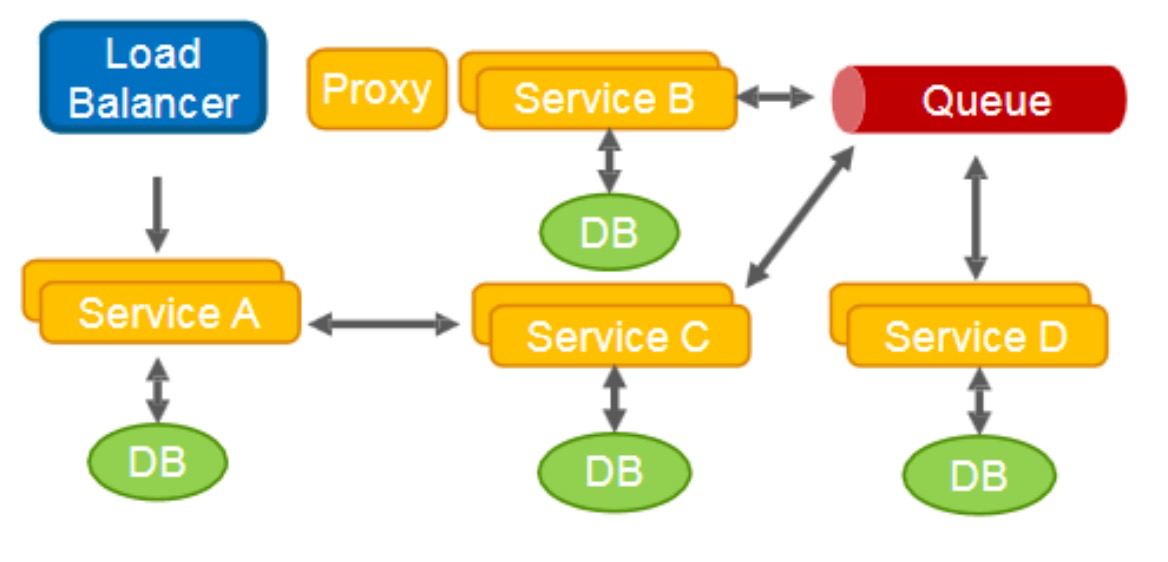 Load
Balancer
Proxy
Service B
Queue
DB
Service A
Service C
Service D
DB
DB
DB